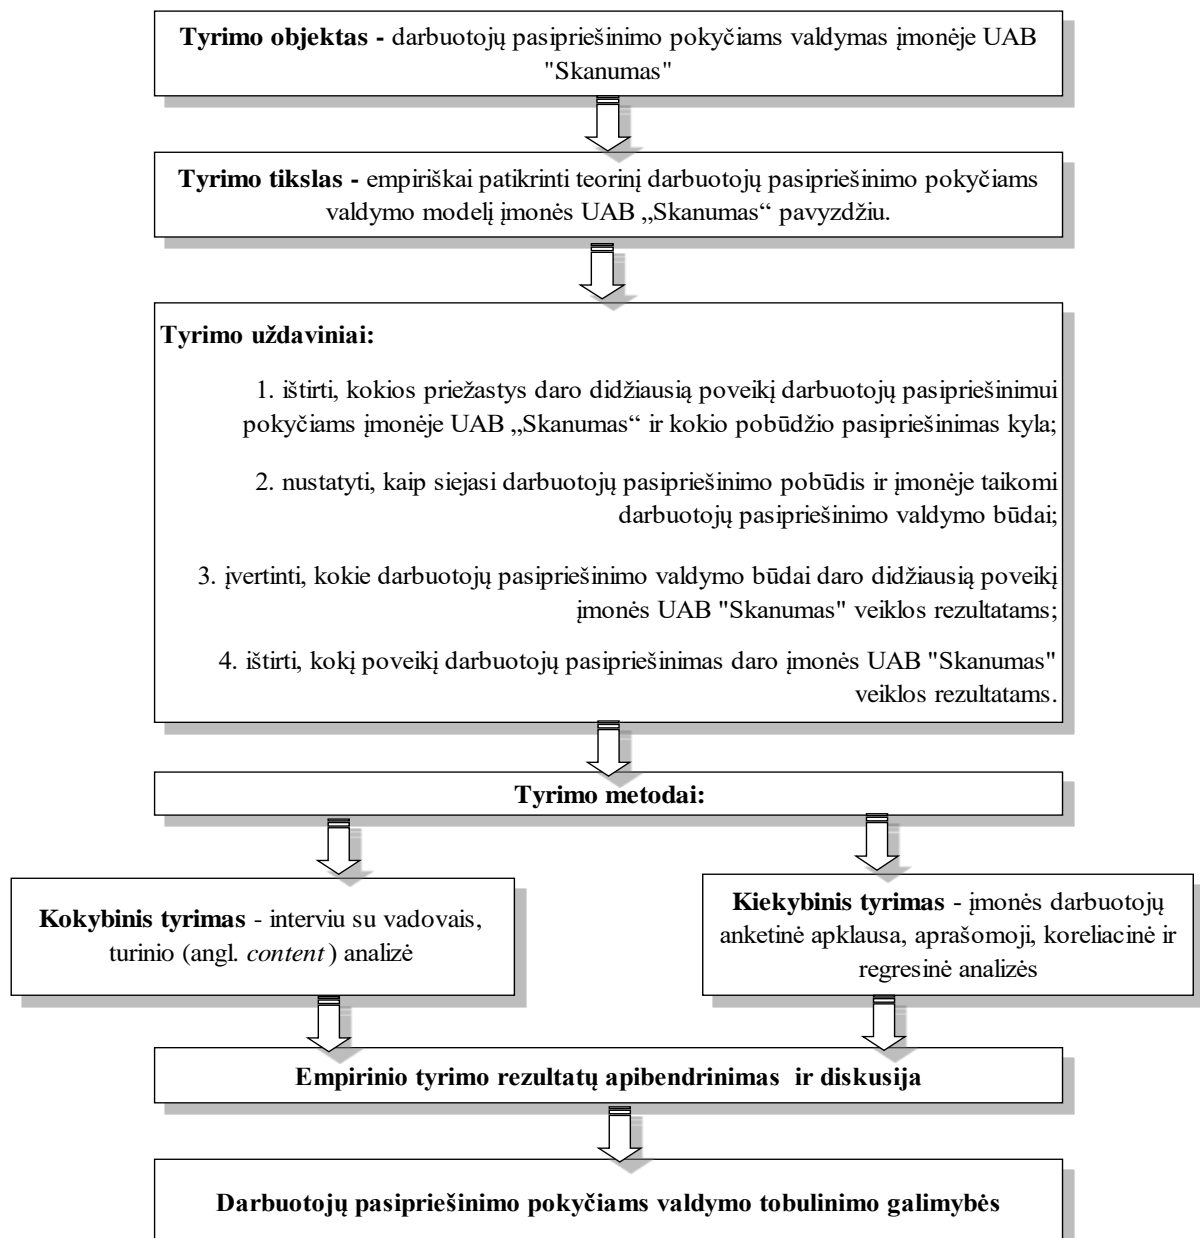 Tyrimo objektas - darbuotojų pasipriešinimo pokyčiams valdymas įmonėje UAB
"Skanumas"
Tyrimo tikslas - empiriškai patikrinti teorinį darbuotojų pasipriešinimo pokyčiams
valdymo modelį įmonės UAB „Skanumas“ pavyzdžiu.
Tyrimo uždaviniai:
1. ištirti, kokios priežastys daro didžiausią poveikį darbuotojų pasipriešinimui
pokyčiams įmonėje UAB „Skanumas“ ir kokio pobūdžio pasipriešinimas kyla;
2. nustatyti, kaip siejasi darbuotojų pasipriešinimo pobūdis ir įmonėje taikomi
darbuotojų pasipriešinimo valdymo būdai;
3. įvertinti, kokie darbuotojų pasipriešinimo valdymo būdai daro didžiausią poveikį
įmonės UAB "Skanumas" veiklos rezultatams;
4. ištirti, kokį poveikį darbuotojų pasipriešinimas daro įmonės UAB "Skanumas"
veiklos rezultatams.
Tyrimo metodai:
Kokybinis tyrimas - interviu su vadovais,
turinio (angl. content) analizė
Kiekybinis tyrimas - įmonės darbuotojų
anketinė apklausa, aprašomoji, koreliacinė ir
regresinė analizės
Empirinio tyrimo rezultatų apibendrinimas ir diskusija
Darbuotojų pasipriešinimo pokyčiams valdymo tobulinimo galimybės